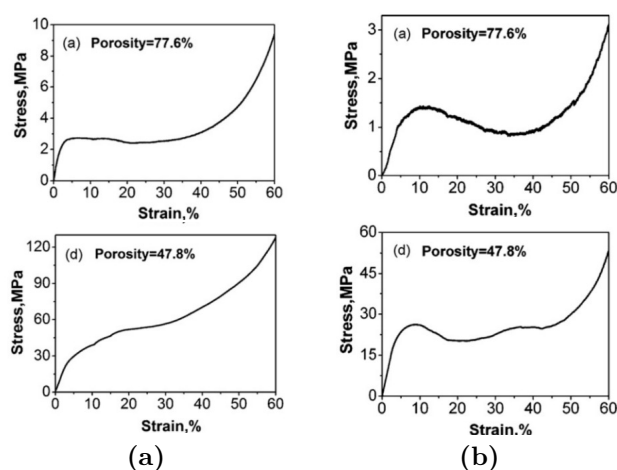 (a) Porosity=77.6%
Stress,MPa
10
8
6
4
2
0
0 10 20 30 40 50 60
Strain,%
(a) Porosity=77.6%
Stress,MPa
3
2
1
0
0 10 20 30 40 50 60
Strain,%
(d) Porosity=47.8%
Stress,MPa
120
90
60
30
0
0 10 20 30 40 50 60
Strain,%
(d) Porosity=47.8%
Stress,MPa
60
45
30
15
0
0 10 20 30 40 50 60
Strain,%
(a)
(b)